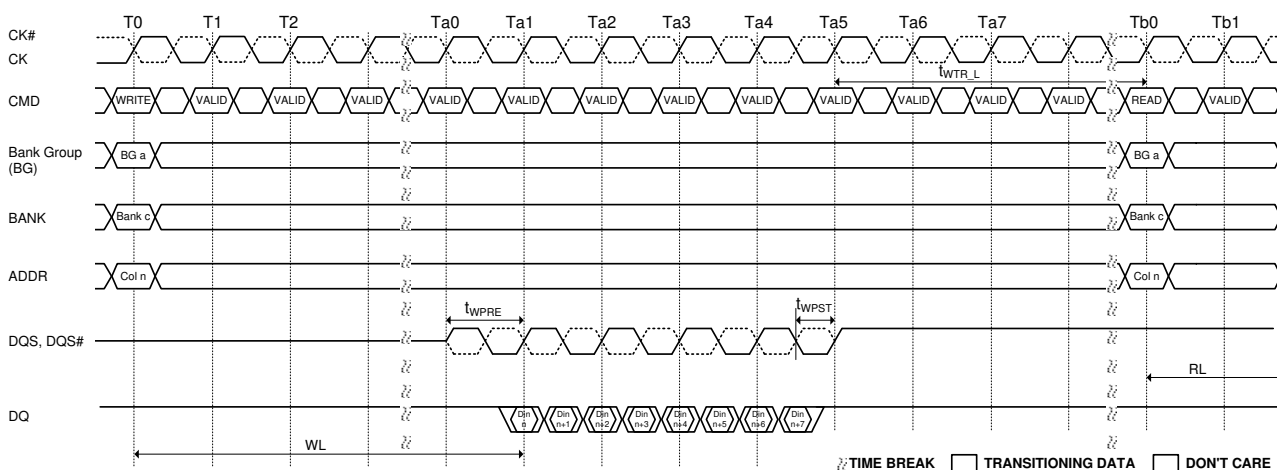 T0 T1 T2 Ta0 Ta1 Ta2 Ta3 Ta4 Ta5 Ta6 Ta7 Tb0 Tb1
CK#
CK
tWTR_L
CMD WRITE VALID VALID VALID VALID VALID VALID VALID VALID VALID VALID VALID VALID READ VALID
Bank Group
(BG)
BG a BG a
BANK Bank c Bank c
ADDR Col n Col n
tWPRE tWPST
DQS, DQS#
RL
DQ Din n Din n+1 Din n+2 Din n+3 Din n+4 Din n+5 Din n+6 Din n+7
WL
TIME BREAK TRANSITIONING DATA DON'T CARE